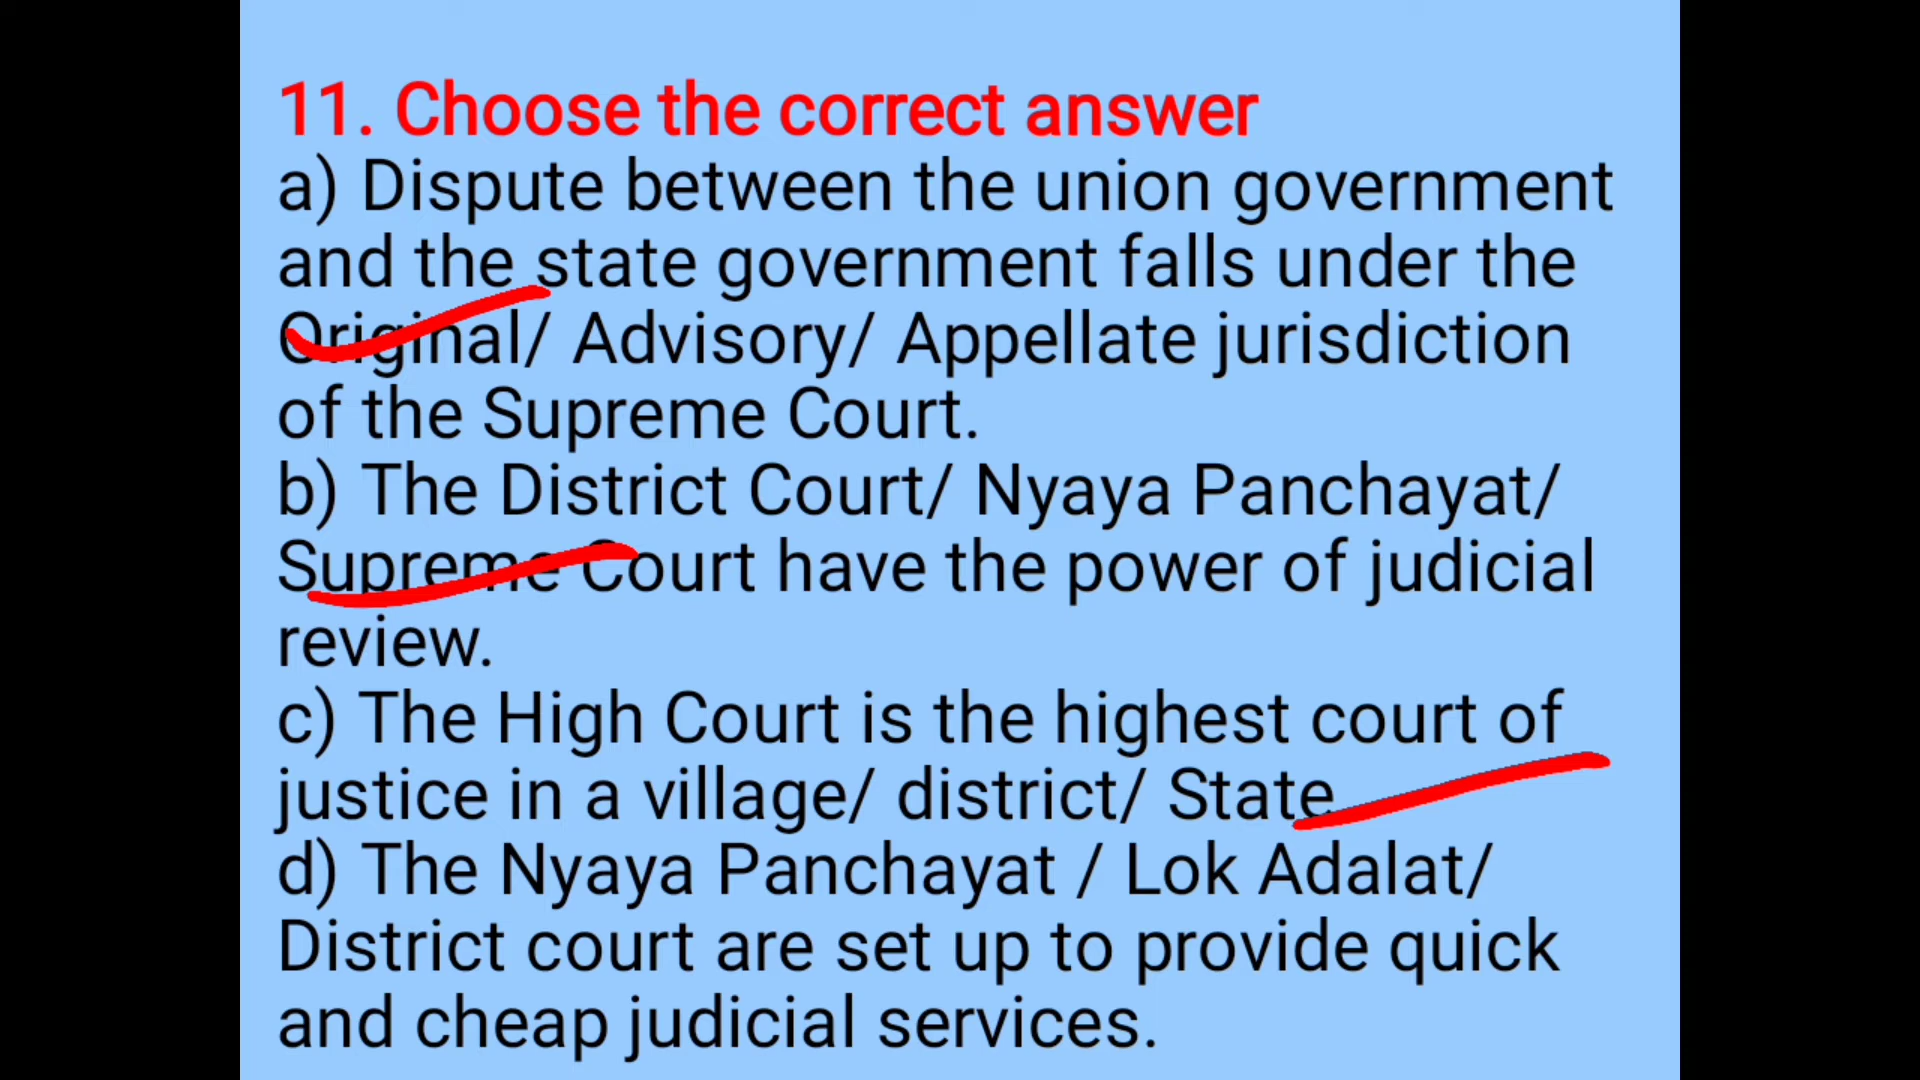 11. Choose the correct answer
a) Dispute between the union government
and the state government falls under the
Original/ Advisory/ Appellate jurisdiction
of the Supreme Court.
b) The District Court/ Nyaya Panchayat/
Supreme Court have the power of judicial
review.
c) The High Court is the highest court of
justice in a village/ district/ State
d) The Nyaya Panchayat / Lok Adalat/
District court are set up to provide quick
and cheap judicial services.